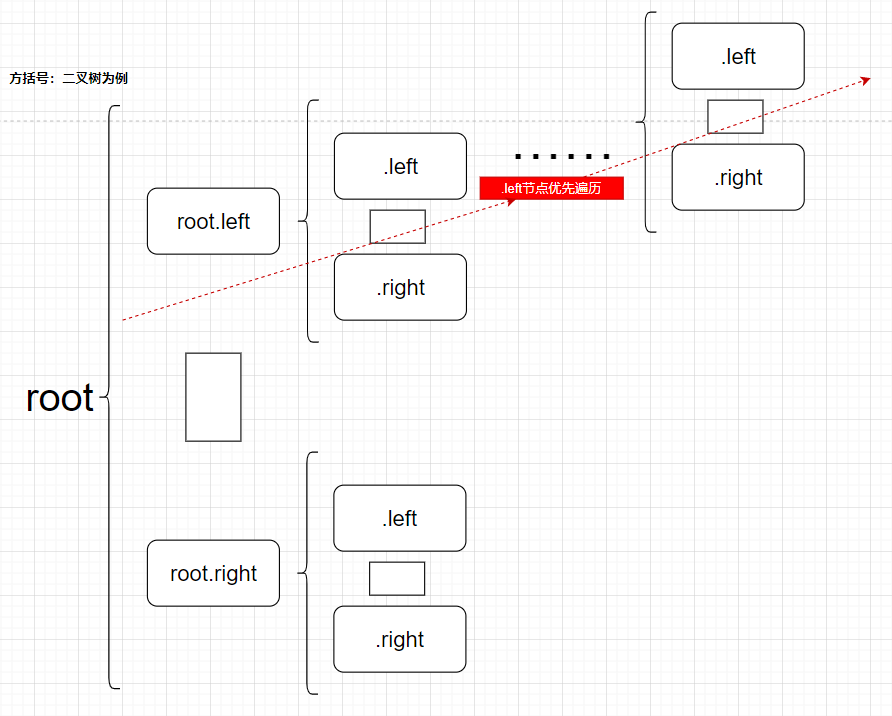 方括号：二叉树为例
.left
.left
......
.right
.left节点优先遍历
root.left
.right
root
.left
root.right
.right